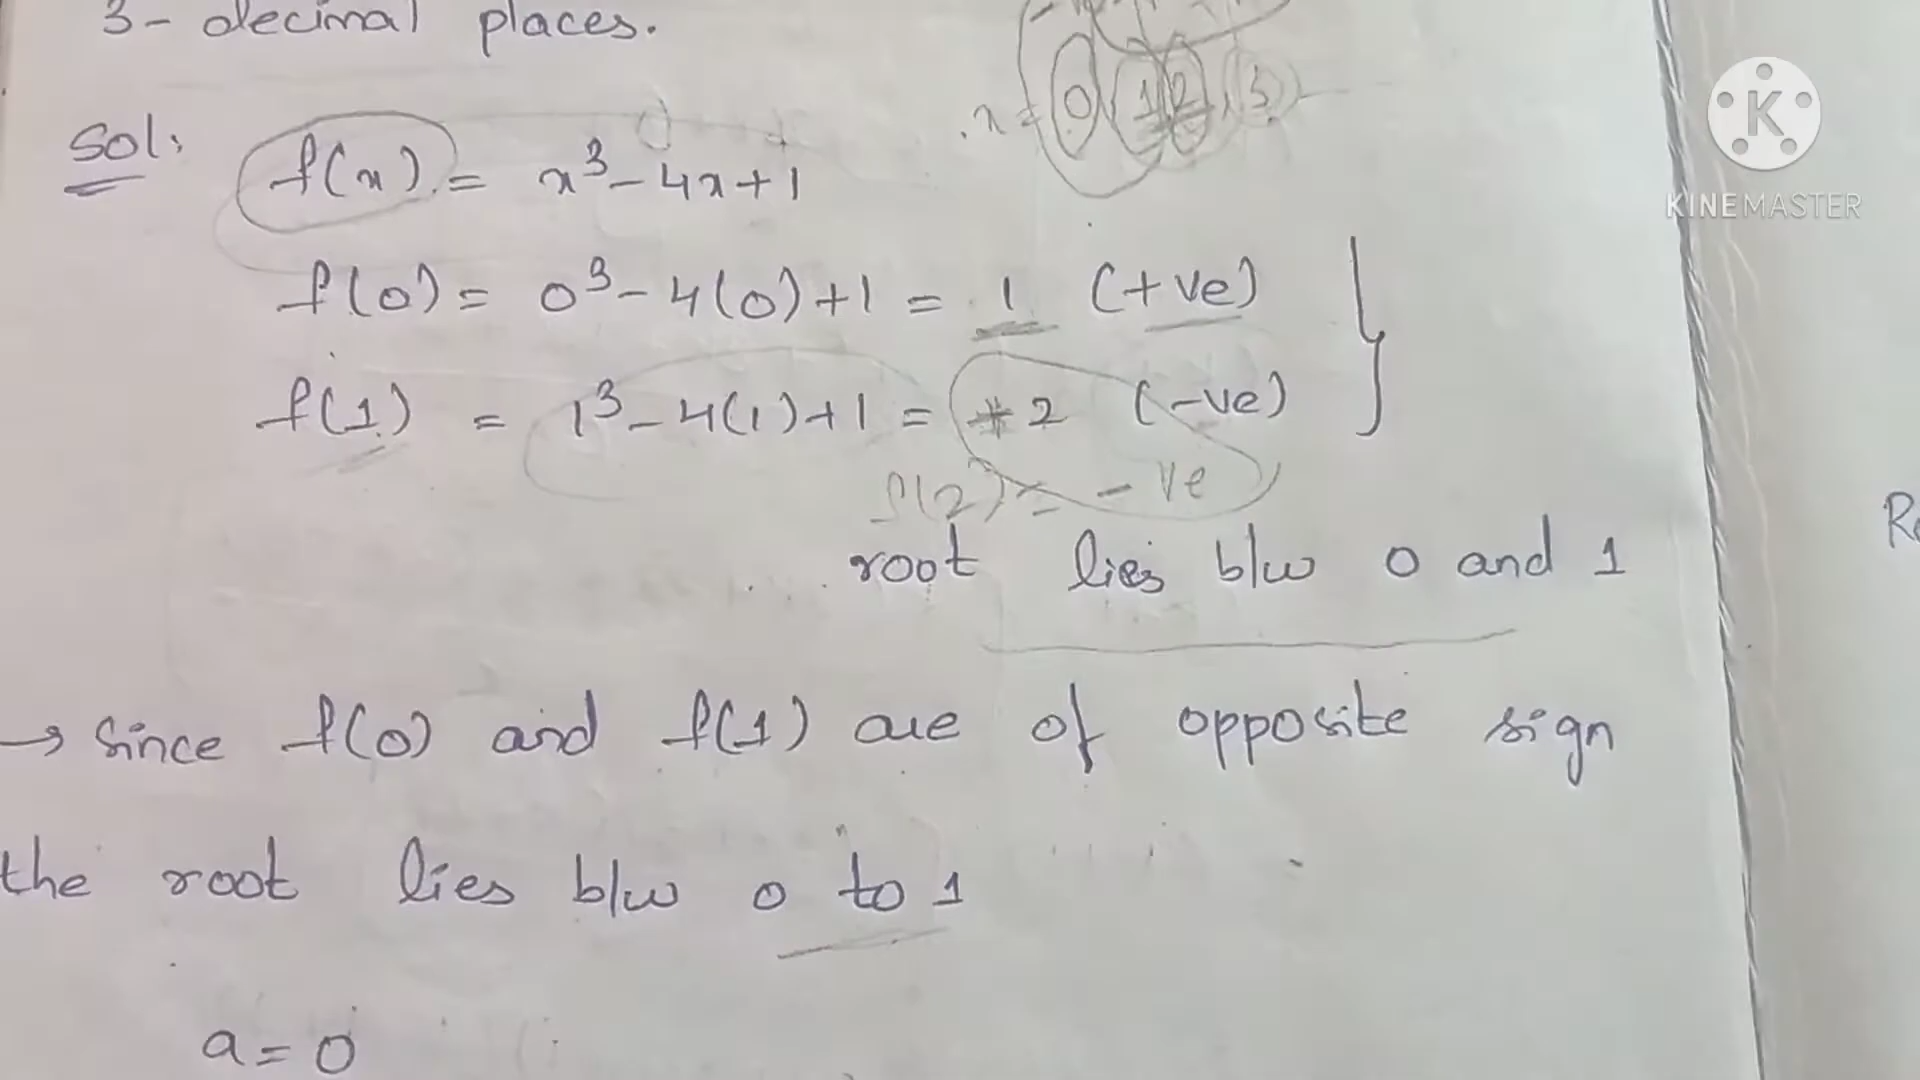 3- decimal places.
x = 0, 1, 2, 3
Sol:
f(x) = x³-4x+1
f(0) = 0³-4(0)+1 = 1 (+ve)
f(1) = 1³-4(1)+1 = -2 (-ve)
f(2) = -ve
root lies b/w 0 and 1
→ Since f(0) and f(1) are of opposite sign
the root lies b/w 0 to 1
a = 0
K
KINEMASTER